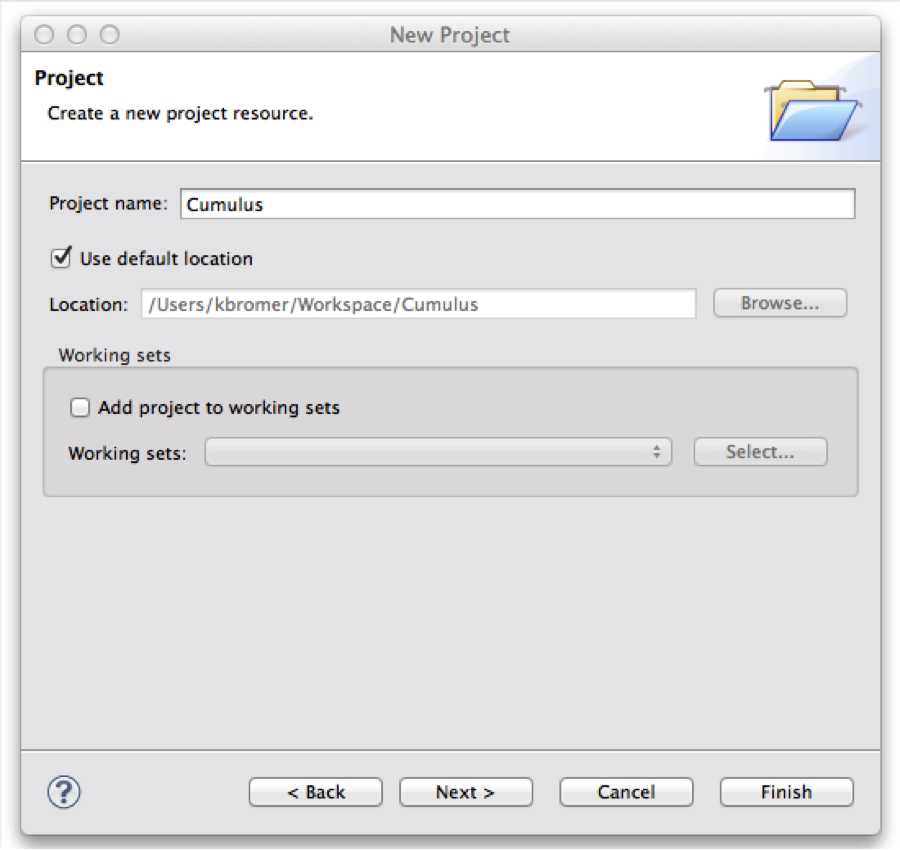 New Project
Project
Create a new project resource.
Project name: Cumulus
Use default location
Location: /Users/kbromer/Workspace/Cumulus Browse...
Working sets
Add project to working sets
Working sets: Select...
? < Back Next > Cancel Finish